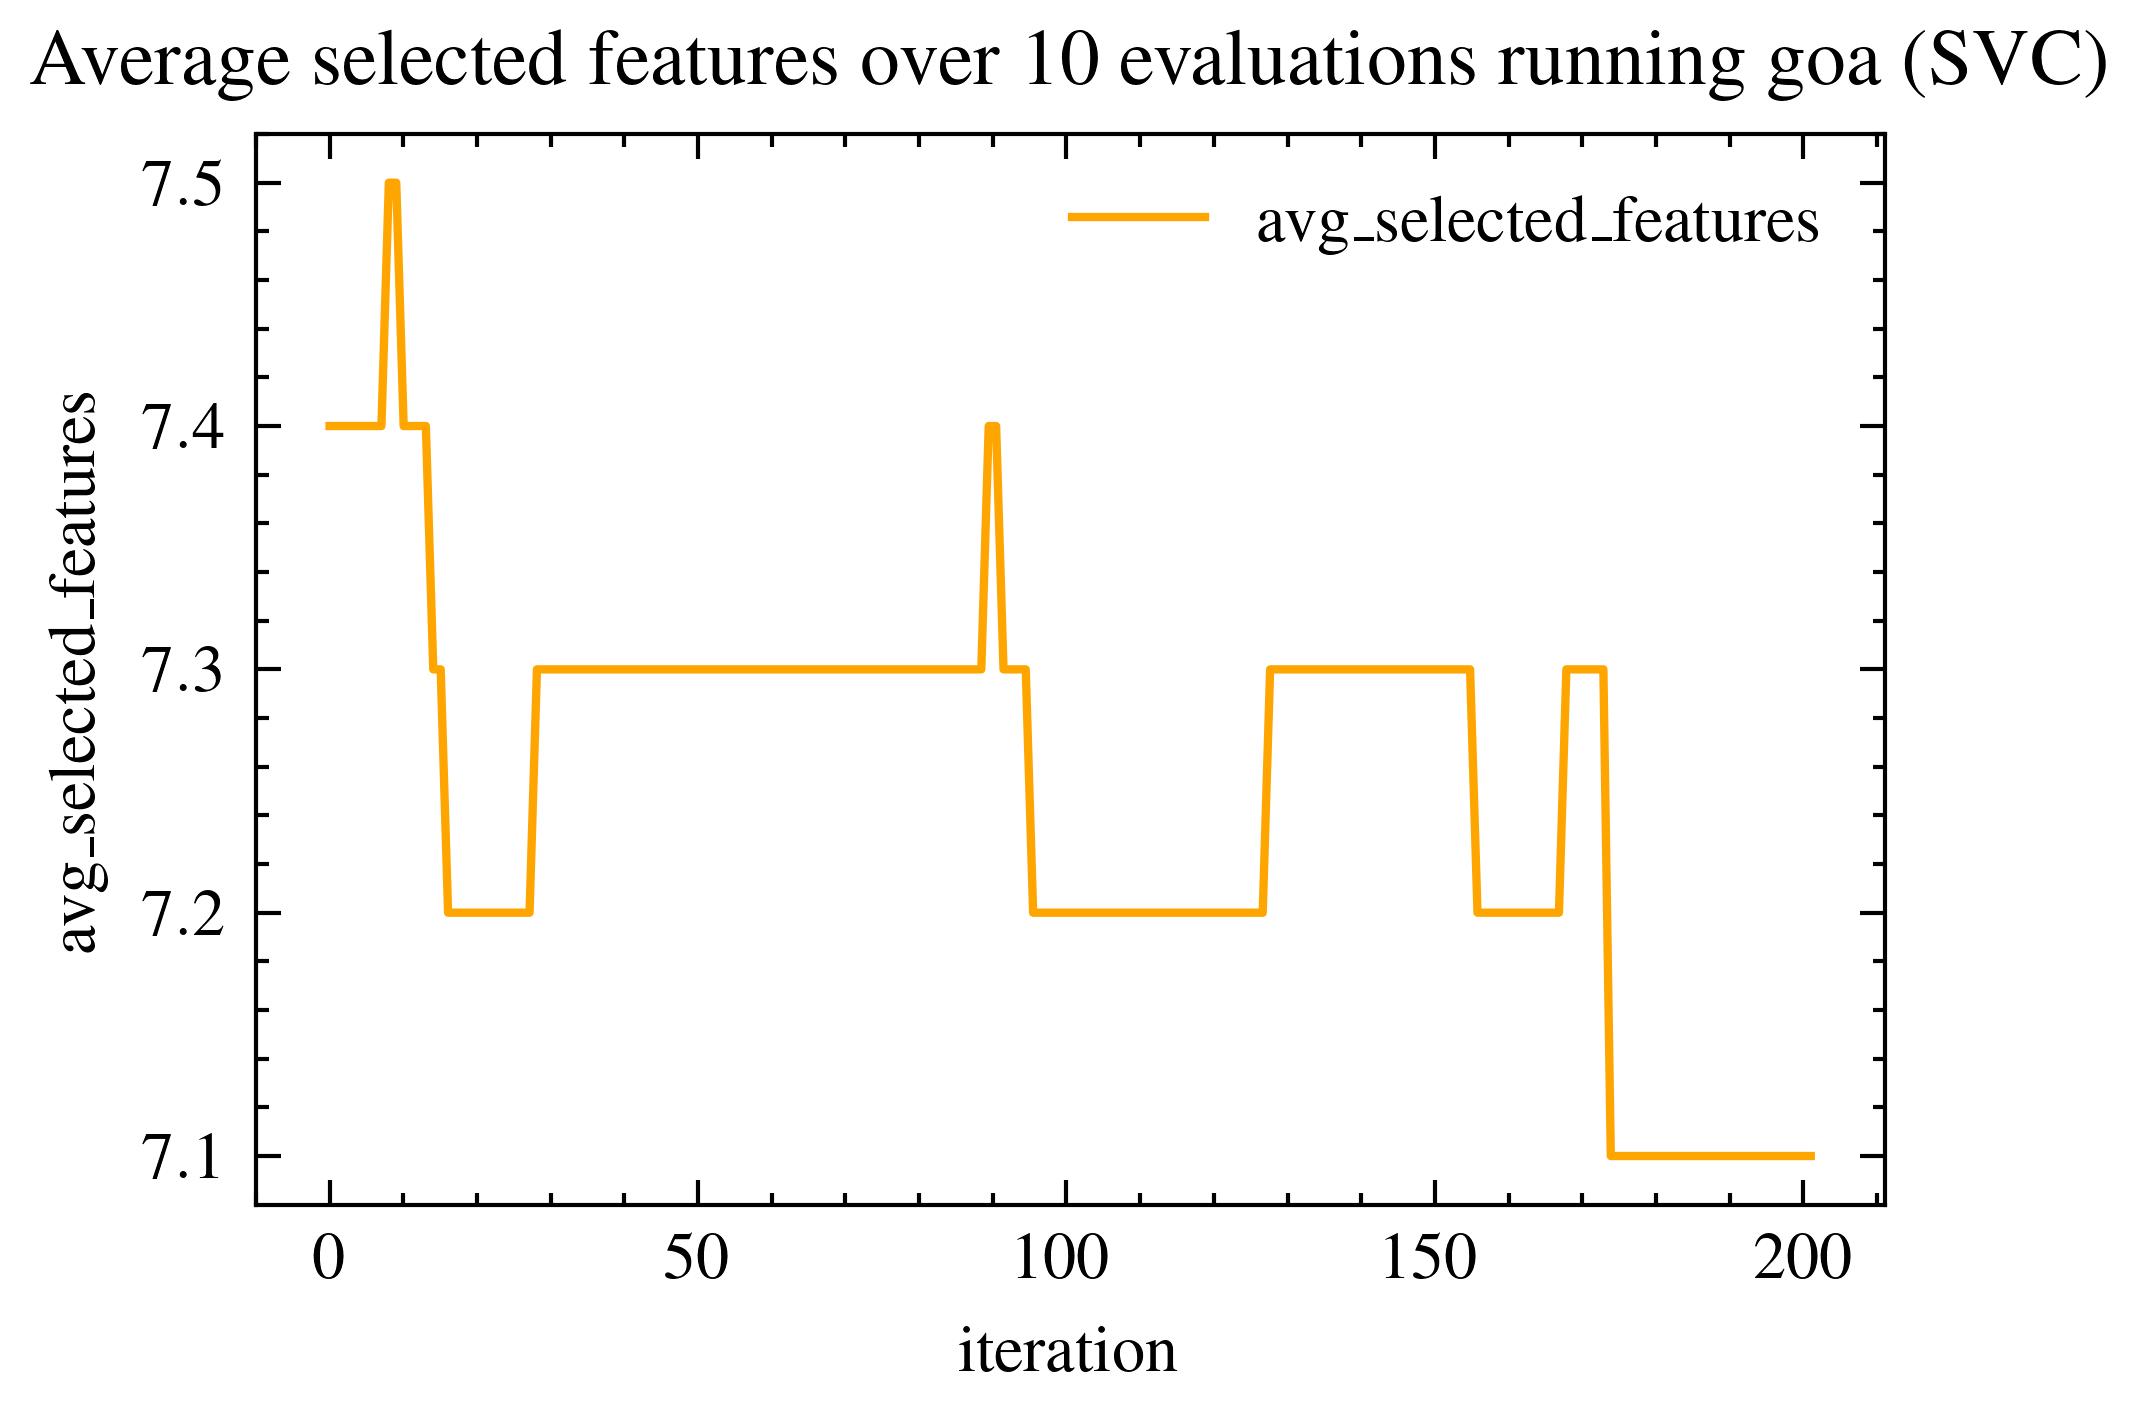 Average selected features over 10 evaluations running goa (SVC)
avg_selected_features
7.5
7.4
7.3
7.2
7.1
avg_selected_features
0 50 100 150 200
iteration